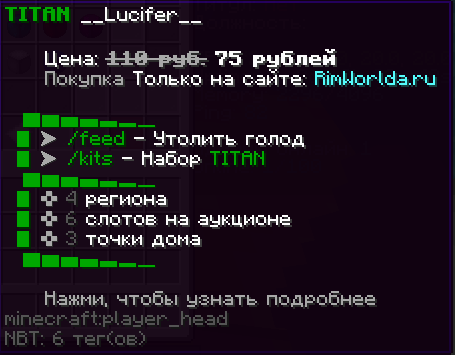 TITAN __Lucifer__
Цена: 110 руб. 75 рублей
Покупка Только на сайте: RimWorlda.ru
➤ /feed – Утолить голод
➤ /kits – Набор TITAN
4 региона
6 слотов на аукционе
3 точки дома
Нажми, чтобы узнать подробнее
minecraft:player_head
NBT: 6 тег(ов)